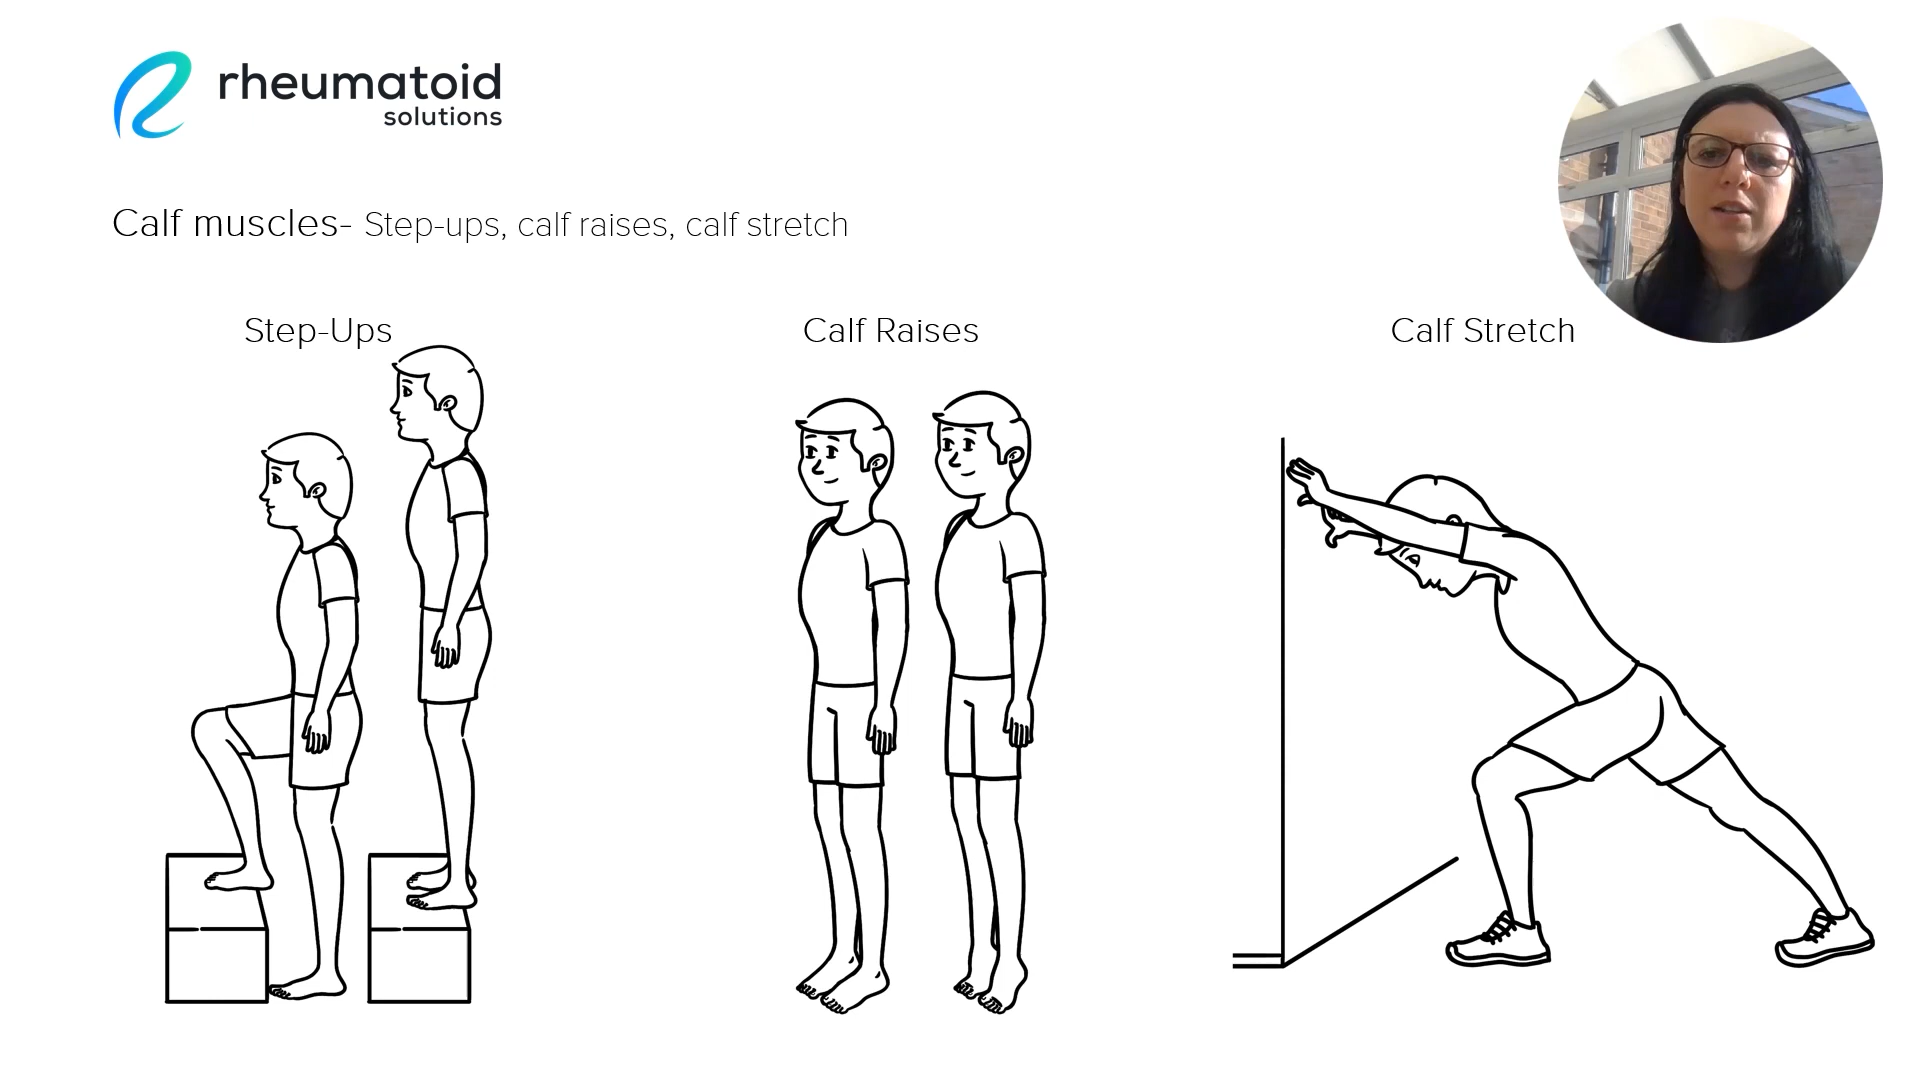 rheumatoid
solutions
Calf muscles- Step-ups, calf raises, calf stretch
Step-Ups
Calf Raises
Calf Stretch